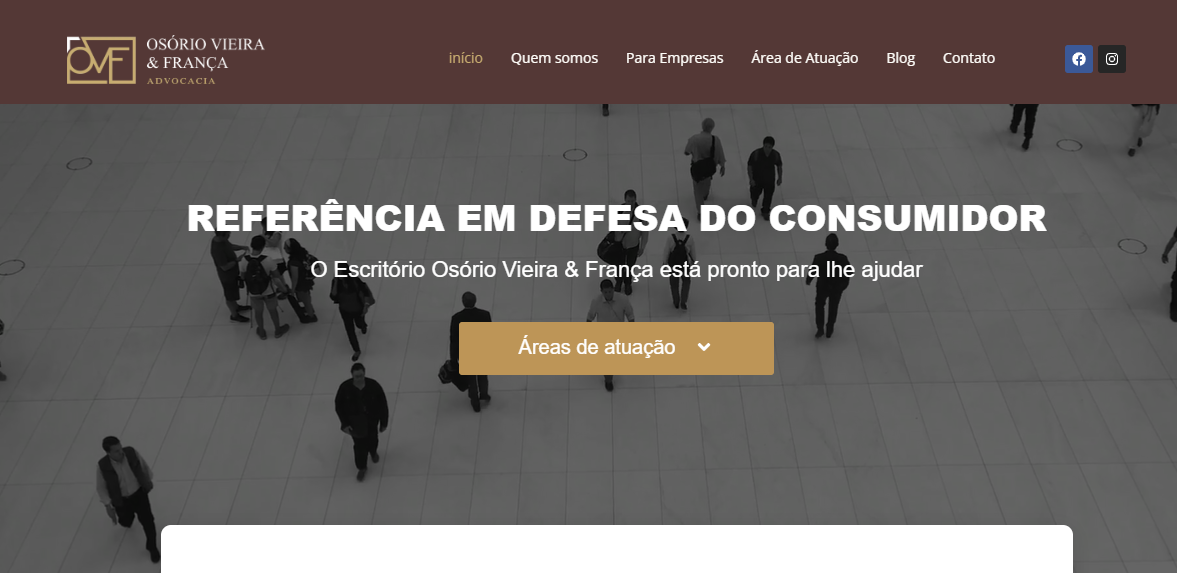 OVF
OSÓRIO VIEIRA
& FRANÇA
ADVOCACIA
início
Quem somos
Para Empresas
Área de Atuação
Blog
Contato
REFERÊNCIA EM DEFESA DO CONSUMIDOR
O Escritório Osório Vieira & França está pronto para lhe ajudar
Áreas de atuação